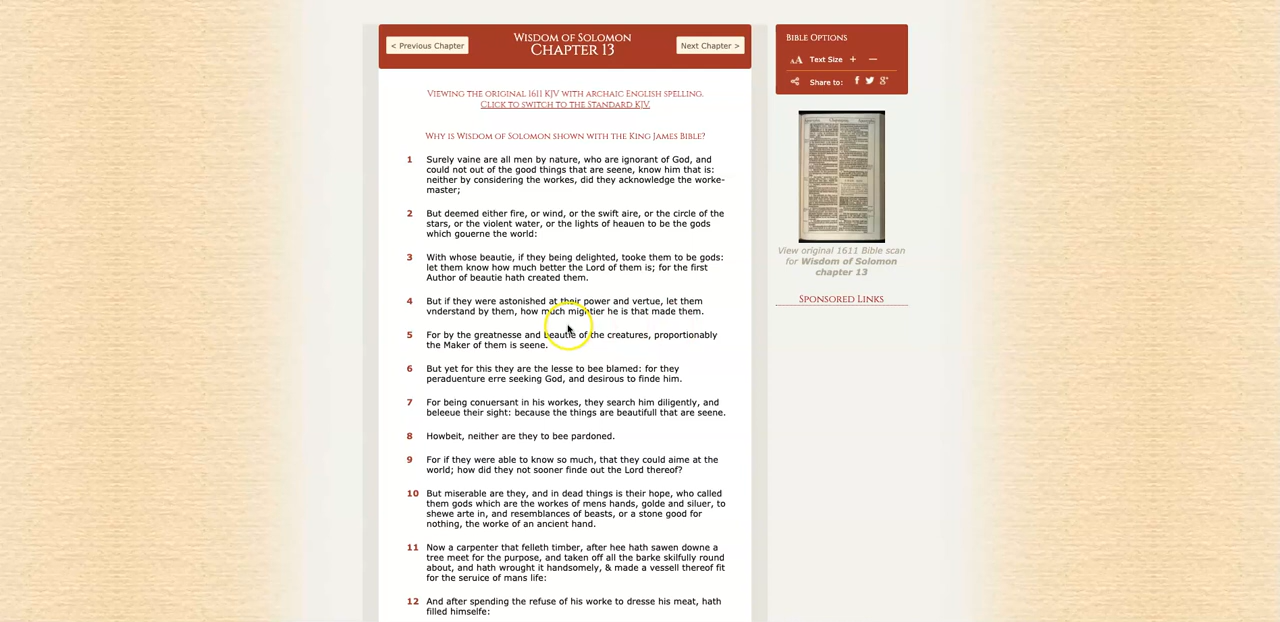 < Previous Chapter
Wisdom of Solomon
Chapter 13
Next Chapter >
Viewing the original 1611 KJV with archaic English spelling.
Click to switch to the Standard KJV.
Why is Wisdom of Solomon shown with the King James Bible?
1 Surely vaine are all men by nature, who are ignorant of God, and
could not out of the good things that are seene, know him that is:
neither by considering the workes, did they acknowledge the worke-
master;
2 But deemed either fire, or wind, or the swift aire, or the circle of the
stars, or the violent water, or the lights of heauen to be the gods
which gouerne the world:
3 With whose beautie, if they being delighted, tooke them to be gods:
let them know how much better the Lord of them is; for the first
Author of beautie hath created them.
4 But if they were astonished at their power and vertue, let them
vnderstand by them, how much mightier he is that made them.
5 For by the greatnesse and beautie of the creatures, proportionably
the Maker of them is seene.
6 But yet for this they are the lesse to bee blamed: for they
peraduenture erre seeking God, and desirous to finde him.
7 For being conuersant in his workes, they search him diligently, and
beleeue their sight: because the things are beautifull that are seene.
8 Howbeit, neither are they to bee pardoned.
9 For if they were able to know so much, that they could aime at the
world; how did they not sooner finde out the Lord thereof?
10 But miserable are they, and in dead things is their hope, who called
them gods which are the workes of mens hands, golde and siluer, to
shewe arte in, and resemblances of beasts, or a stone good for
nothing, the worke of an ancient hand.
11 Now a carpenter that felleth timber, after hee hath sawen downe a
tree meet for the purpose, and taken off all the barke skilfully round
about, and hath wrought it handsomely, & made a vessell thereof fit
for the seruice of mans life:
12 And after spending the refuse of his worke to dresse his meat, hath
filled himselfe:
Bible Options
AA Text Size + −
Share to: f g+
View original 1611 Bible scan
for Wisdom of Solomon
chapter 13
Sponsored Links